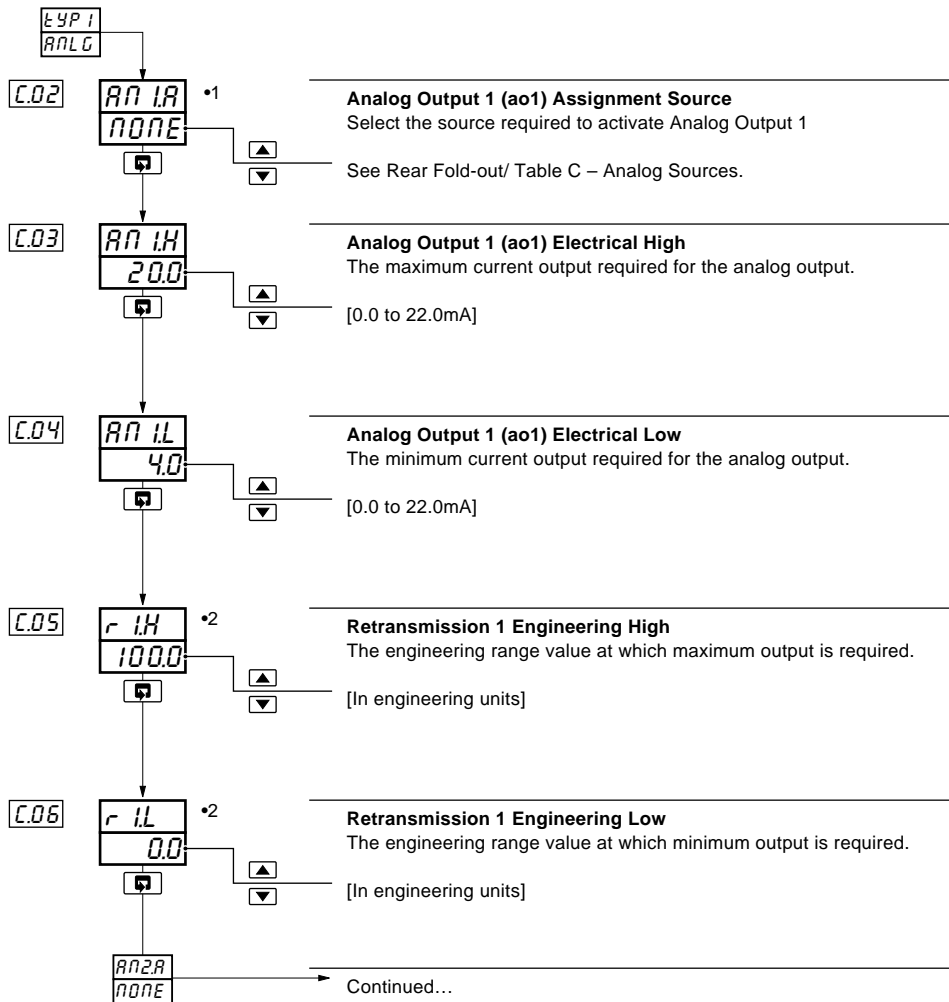 tYP1
ANLG
C.02
AN1.A
•1
NONE
Analog Output 1 (ao1) Assignment Source
Select the source required to activate Analog Output 1
See Rear Fold-out/ Table C – Analog Sources.
C.03
AN1.H
20.0
Analog Output 1 (ao1) Electrical High
The maximum current output required for the analog output.
[0.0 to 22.0mA]
C.04
AN1.L
4.0
Analog Output 1 (ao1) Electrical Low
The minimum current output required for the analog output.
[0.0 to 22.0mA]
C.05
r 1.H
•2
100.0
Retransmission 1 Engineering High
The engineering range value at which maximum output is required.
[In engineering units]
C.06
r 1.L
•2
0.0
Retransmission 1 Engineering Low
The engineering range value at which minimum output is required.
[In engineering units]
AN2.A
NONE
Continued…